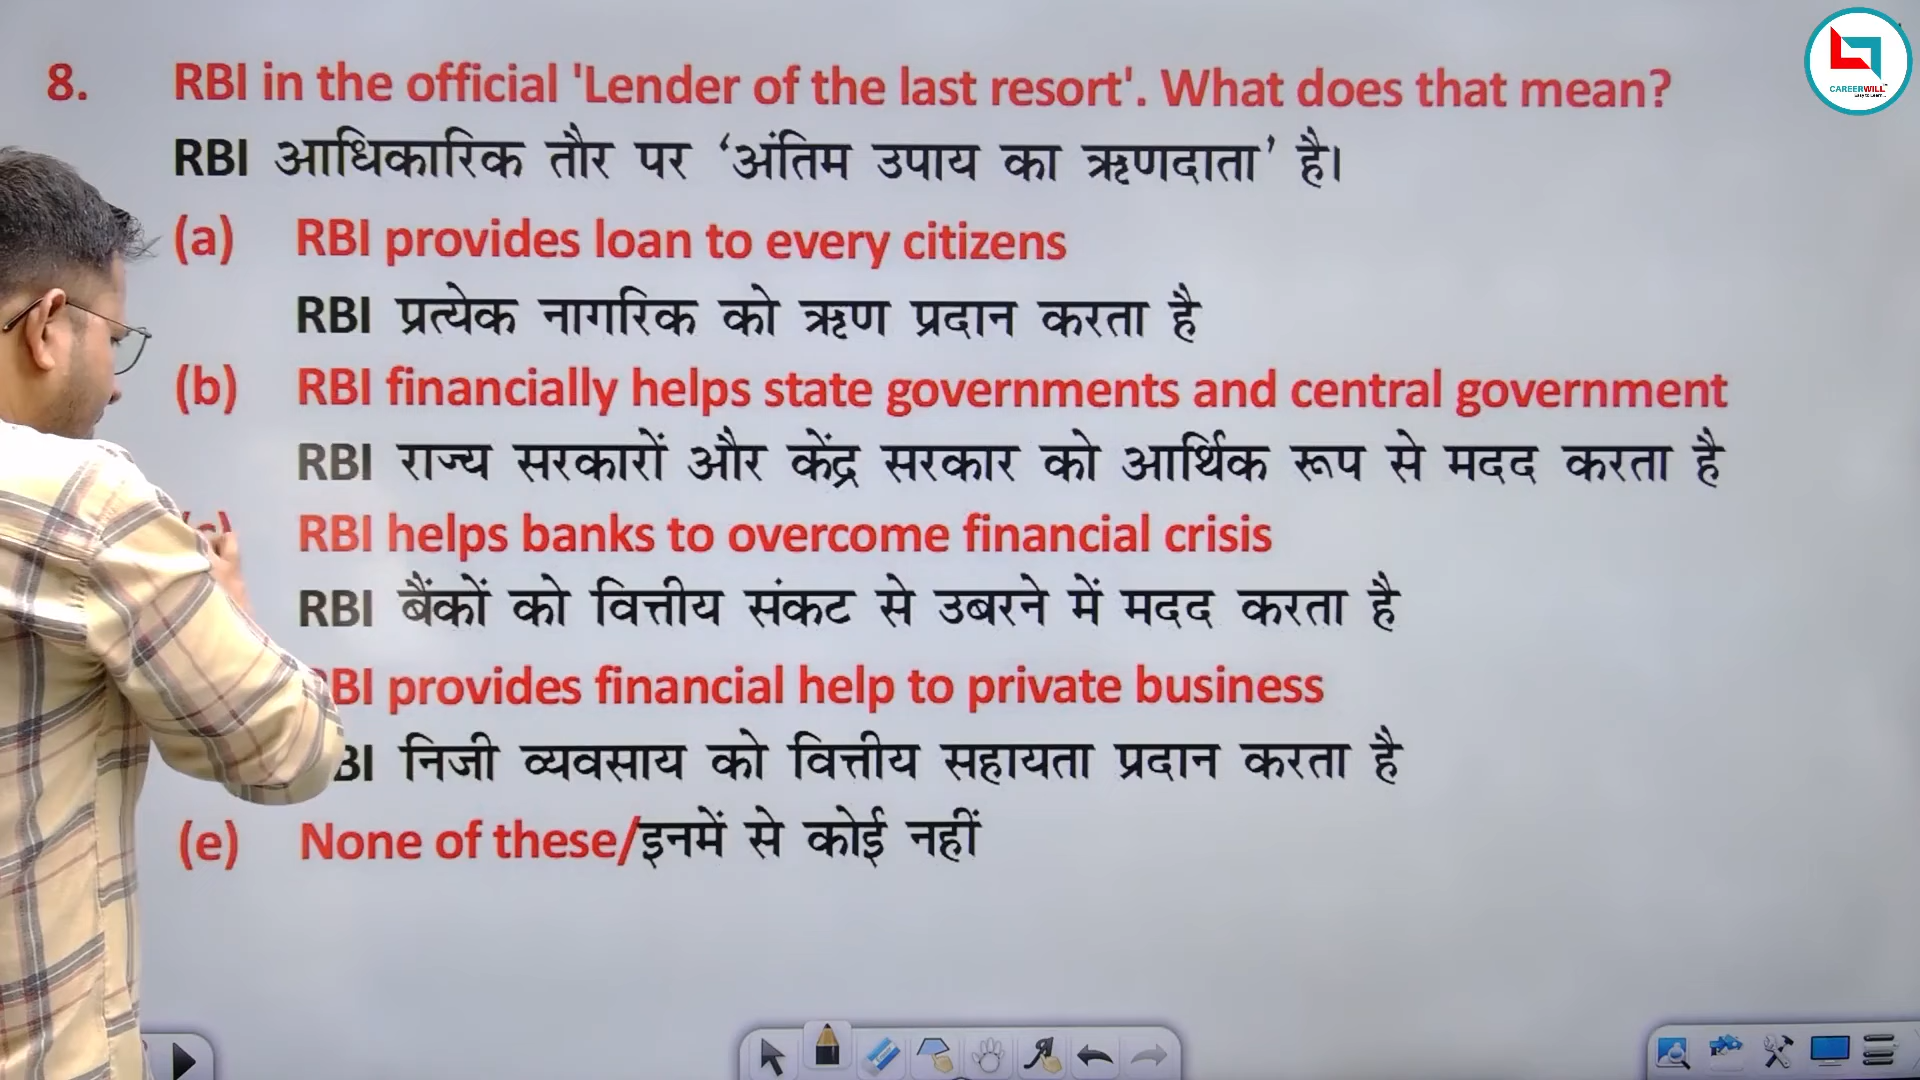 8. RBI in the official 'Lender of the last resort'. What does that mean?
RBI आधिकारिक तौर पर ‘अंतिम उपाय का ऋणदाता’ है।
(a) RBI provides loan to every citizens
RBI प्रत्येक नागरिक को ऋण प्रदान करता है
(b) RBI financially helps state governments and central government
RBI राज्य सरकारों और केंद्र सरकार को आर्थिक रूप से मदद करता है
RBI helps banks to overcome financial crisis
RBI बैंकों को वित्तीय संकट से उबरने में मदद करता है
BI provides financial help to private business
BI निजी व्यवसाय को वित्तीय सहायता प्रदान करता है
(e) None of these/इनमें से कोई नहीं
CAREERWILL